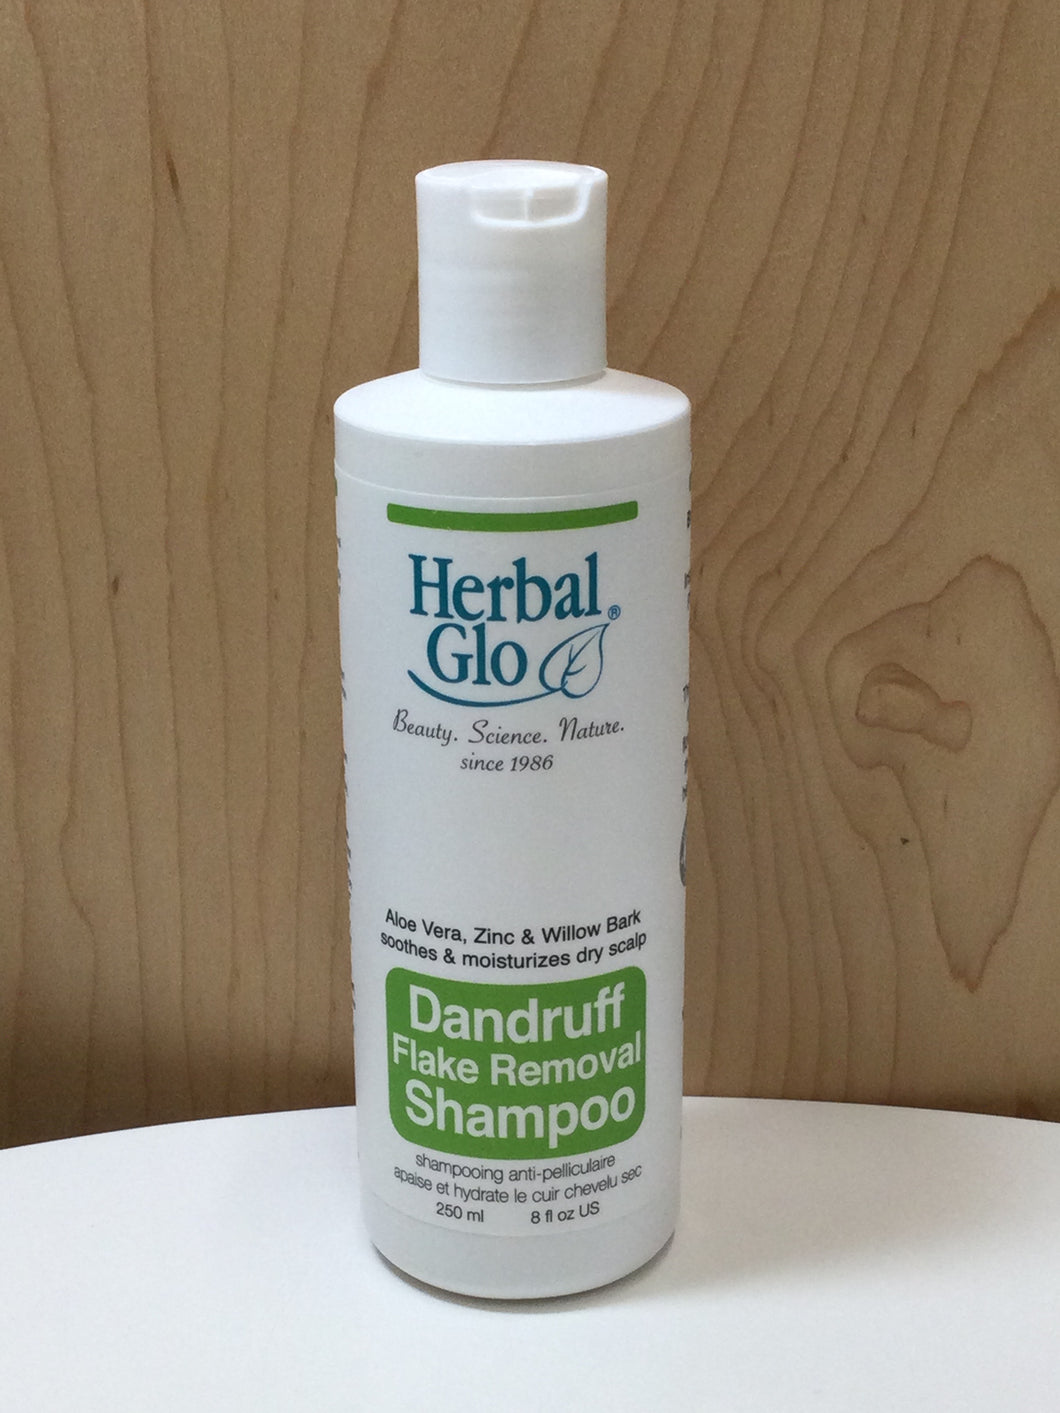 Herbal
Glo®
Beauty. Science. Nature.
since 1986
Aloe Vera, Zinc & Willow Bark
soothes & moisturizes dry scalp
Dandruff
Flake Removal
Shampoo
shampooing anti-pelliculaire
apaise et hydrate le cuir chevelu sec
250 ml 8 fl oz US